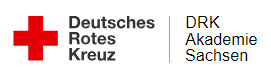 Deutsches
Rotes
Kreuz
DRK
Akademie
Sachsen